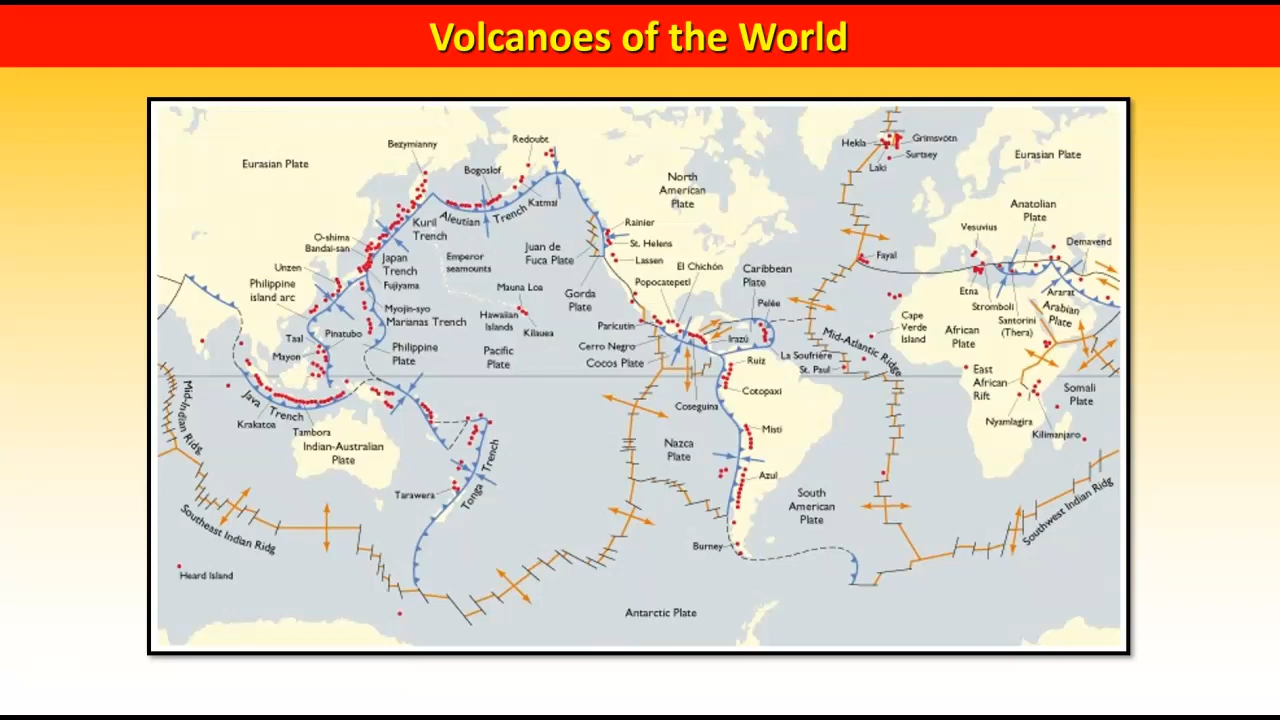 Volcanoes of the World
Bezymianny
Redoubt
Hekla
Grimsvotn
Surtsey
Laki
Eurasian Plate
Eurasian Plate
Bogoslof
North
American
Plate
Katmai
Aleutian Trench
Kuril
Trench
Anatolian
Plate
Vesuvius
Demavend
O-shima
Bandai-san
Rainier
St. Helens
Lassen
Juan de
Fuca Plate
Emperor
seamounts
Japan
Trench
Fujiyama
Unzen
Philippine
island arc
El Chichón
Popocatepetl
Caribbean
Plate
Pelée
Fayal
Etna
Stromboli
Santorini
(Thera)
Ararat
Arabian
Plate
Mauna Loa
Hawaiian
Islands
Kilauea
Gorda
Plate
Myojin-syo
Marianas Trench
Taal
Pinatubo
Mayon
Philippine
Plate
Pacific
Plate
Paricutin
Cerro Negro
Cocos Plate
Irazú
Ruiz
La Soufrière
St. Paul
Mid-Atlantic Ridge
Cape
Verde
Island
African
Plate
East
African
Rift
Somali
Plate
Nyamlagira
Kilimanjaro
Mid-Indian Ridg
Java Trench
Krakatoa
Tambora
Indian-Australian
Plate
Coseguina
Cotopaxi
Misti
Nazca
Plate
Azul
South
American
Plate
Tarawera
Tonga Trench
Southeast Indian Ridg
Southwest Indian Ridg
Burney
Heard Island
Antarctic Plate